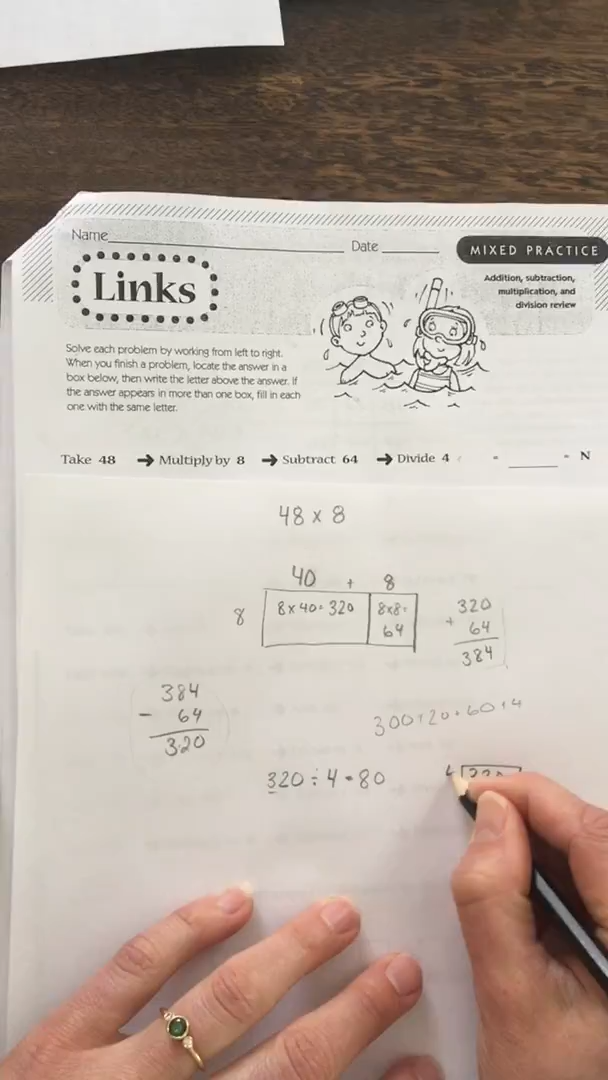 Name Date
MIXED PRACTICE
Links
Addition, subtraction,
multiplication, and
division review
Solve each problem by working from left to right.
When you finish a problem, locate the answer in a
box below, then write the letter above the answer. If
the answer appears in more than one box, fill in each
one with the same letter.
Take 48 → Multiply by 8 → Subtract 64 → Divide 4 = = N
48 x 8
40 + 8
8 8 x 40 = 320 8x8=
64
320
+ 64
384
384
- 64
320
300+20+60+4
320 ÷ 4 = 80